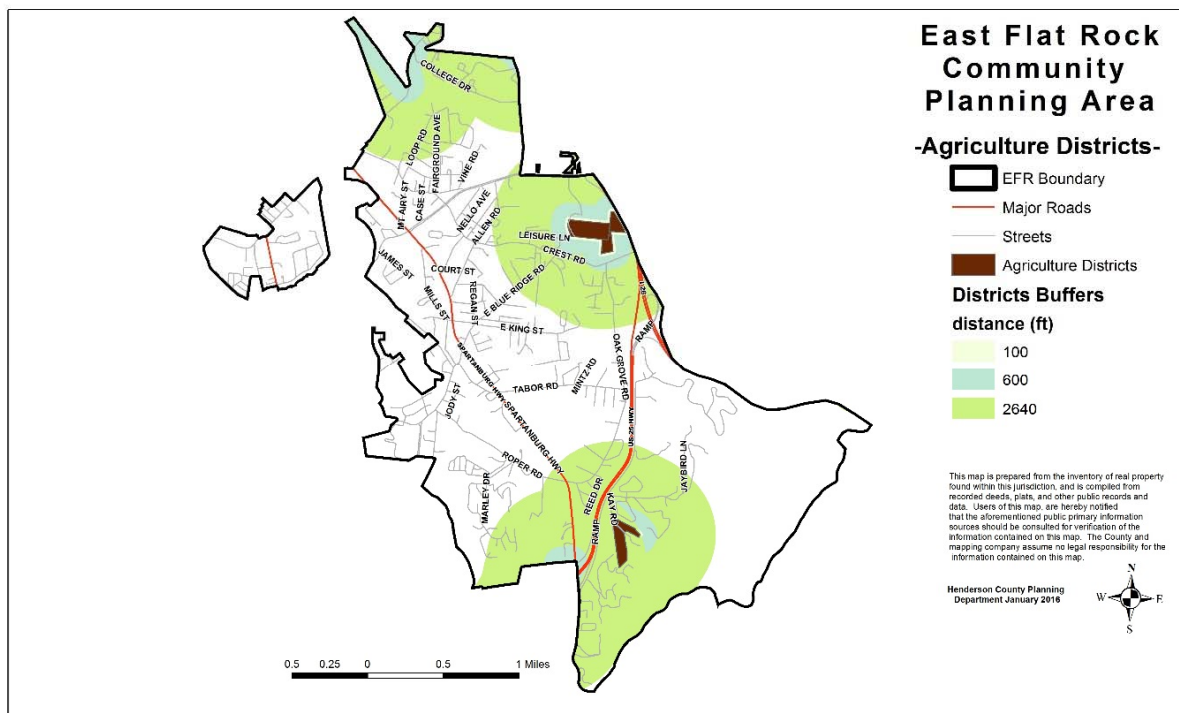 East Flat Rock
Community
Planning Area
-Agriculture Districts-
EFR Boundary
Major Roads
Streets
Agriculture Districts
Districts Buffers
distance (ft)
100
600
2640
This map is prepared from the inventory of real property
found within this jurisdiction, and is compiled from
recorded deeds, plats, and other public records and
data. Users of this map, are hereby notified
that the aforementioned public primary information
sources should be consulted for verification of the
information contained on this map. The County and
mapping company assume no legal responsibility for the
information contained on this map.
Henderson County Planning
Department January 2016
N
W
E
S
COLLEGE DR
LOOP RD
FAIRGROUND AVE
VINE RD
MT AIRY ST
CASE ST
NELLO AVE
ALLEN RD
LEISURE LN
CREST RD
JAMES ST
COURT ST
E BLUE RIDGE RD
MILLS ST
REGAN ST
I-26
RAMP
E KING ST
SPARTANBURG HWY
OAK GROVE RD
MINTZ RD
TABOR RD
JODY ST
SPARTANBURG HWY
US 25 HWY
JAYBIRD LN
ROPER RD
MARLEY DR
REED DR
KAY RD
RAMP
0.5 0.25 0 0.5 1 Miles